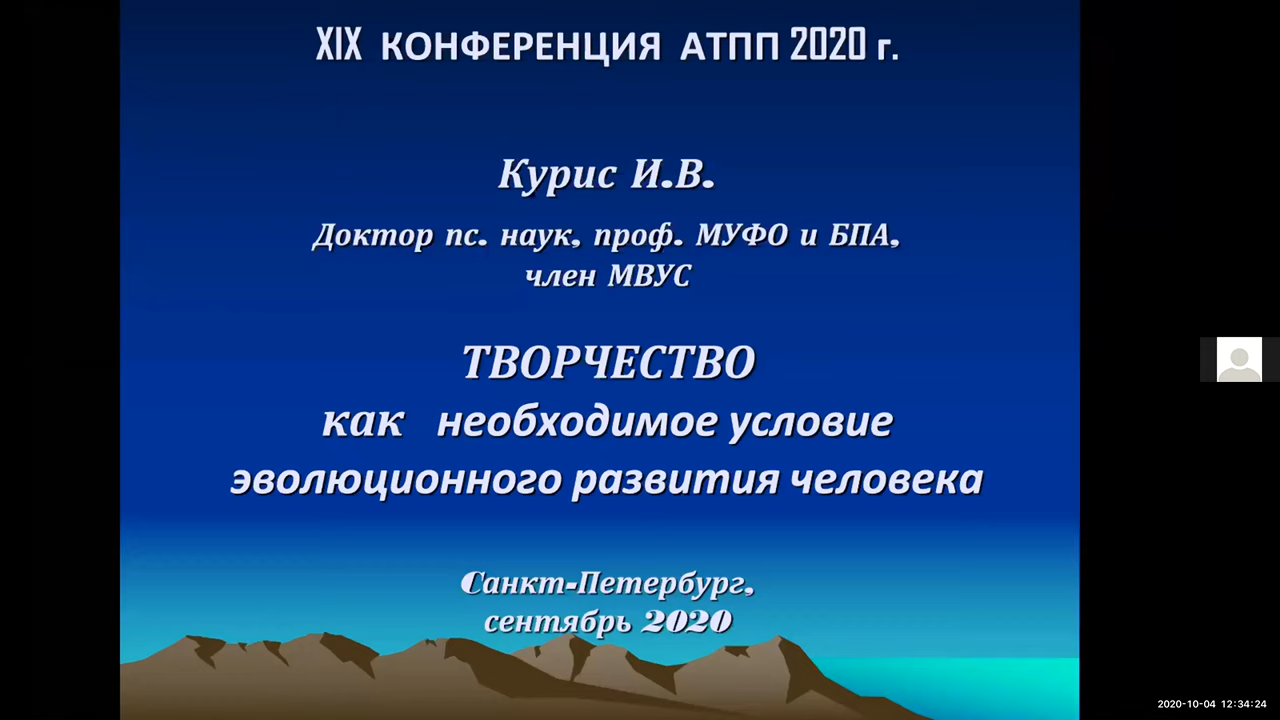 XIX КОНФЕРЕНЦИЯ АТПП 2020 г.
Курис И.В.
Доктор пс. наук, проф. МУФО и БПА,
член МВУС
ТВОРЧЕСТВО
как необходимое условие
эволюционного развития человека
Санкт-Петербург,
сентябрь 2020
2020-10-04 12:34:24